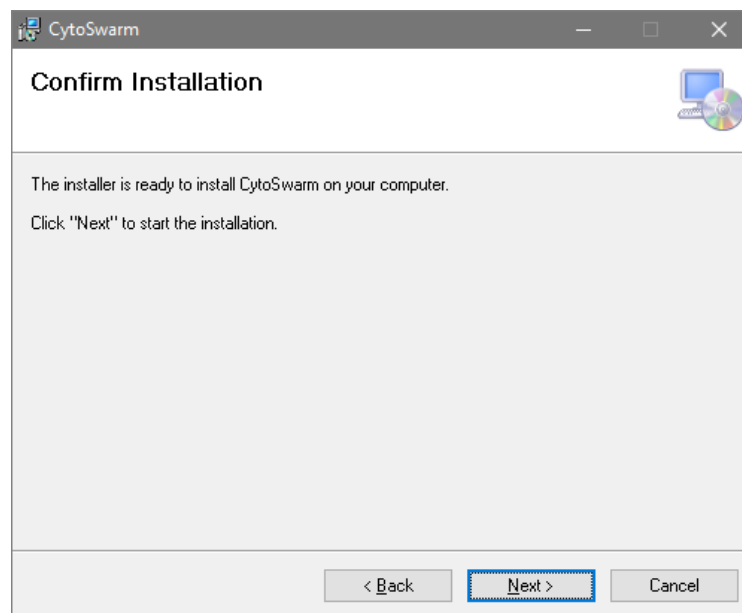 CytoSwarm
Confirm Installation
The installer is ready to install CytoSwarm on your computer.
Click "Next" to start the installation.
< Back
Next >
Cancel